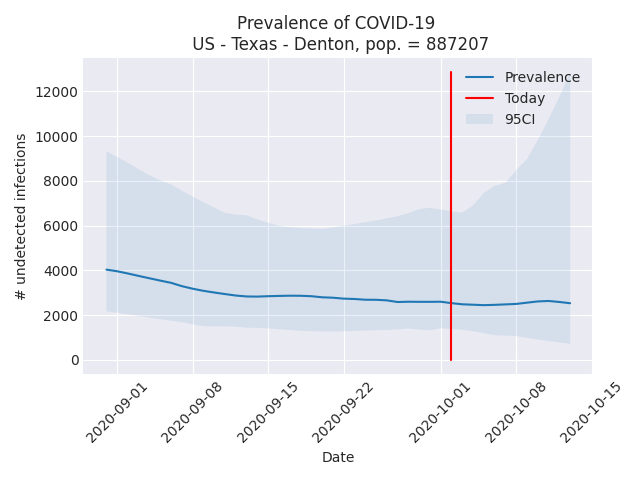 Prevalence of COVID-19
US - Texas - Denton, pop. = 887207
Prevalence
Today
95CI
12000
10000
8000
6000
4000
2000
0
# undetected infections
2020-09-01
2020-09-08
2020-09-15
2020-09-22
2020-10-01
2020-10-08
2020-10-15
Date